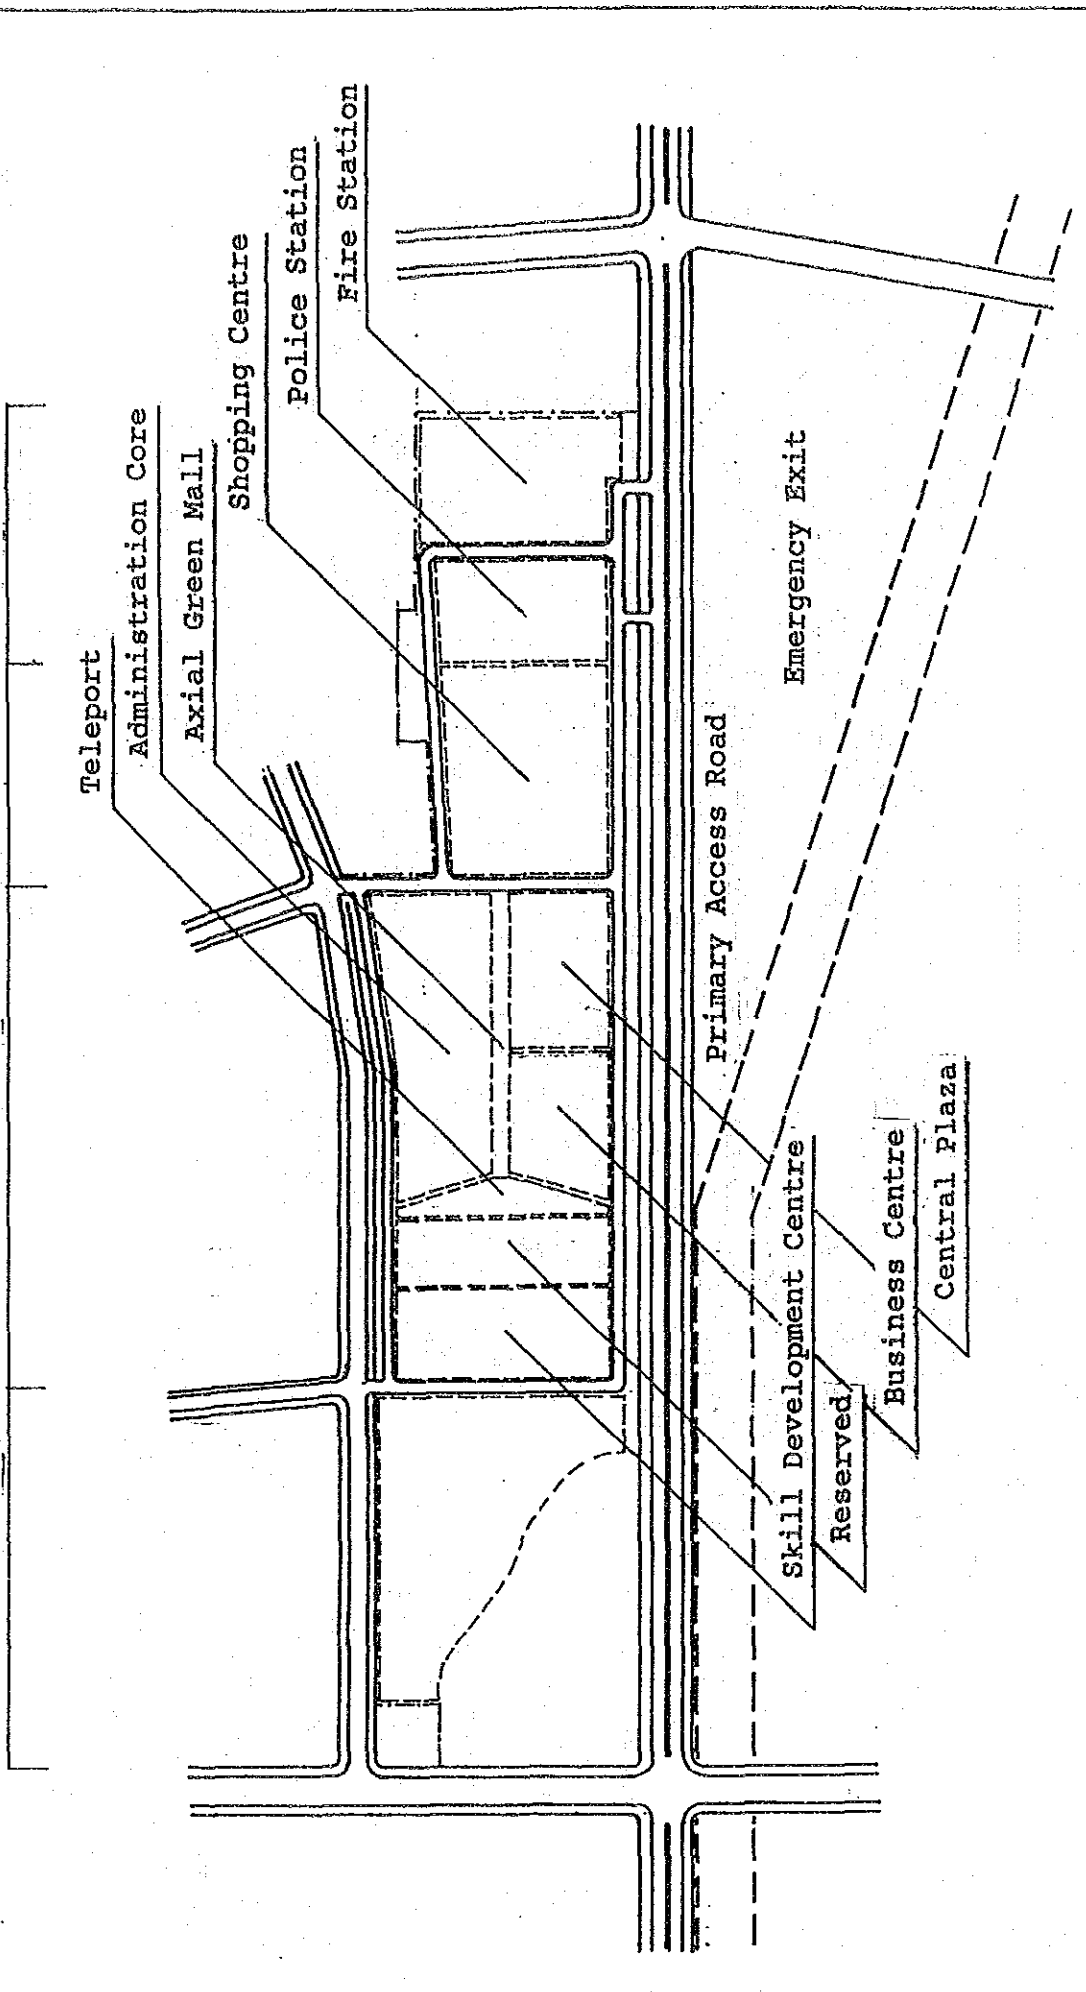 Teleport
Administration Core
Axial Green Mall
Shopping Centre
Police Station
Fire Station
Primary Access Road
Emergency Exit
Skill Development Centre
Reserved
Business Centre
Central Plaza